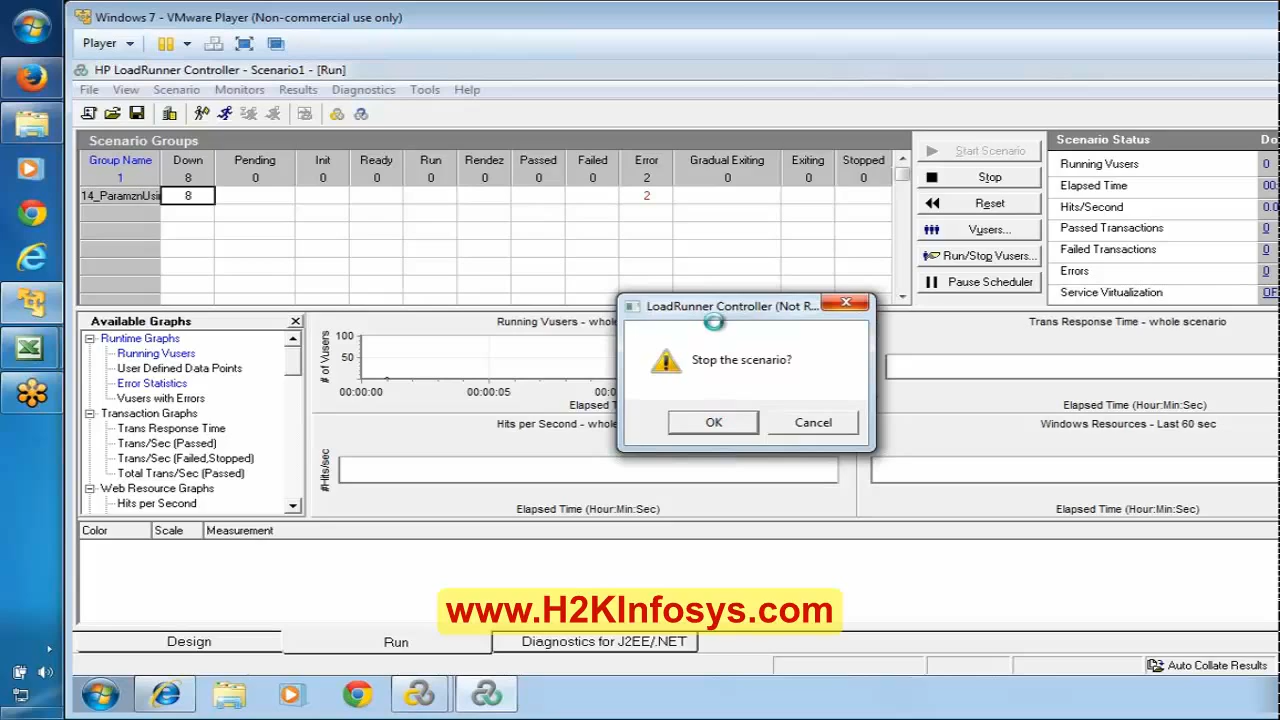 Windows 7 - VMware Player (Non-commercial use only)
Player
HP LoadRunner Controller - Scenario1 - [Run]
File View Scenario Monitors Results Diagnostics Tools Help
Scenario Groups
Group Name Down Pending Init Ready Run Rendez Passed Failed Error Gradual Exiting Exiting Stopped
1 8 0 0 0 0 0 0 0 2 0 0 0
14_ParamznUsi 8 2
Start Scenario
Stop
Reset
Vusers...
Run/Stop Vusers...
Pause Scheduler
Scenario Status
Running Vusers 0
Elapsed Time 00:
Hits/Second 0.0
Passed Transactions 0
Failed Transactions 0
Errors 0
Service Virtualization
Available Graphs
Runtime Graphs
Running Vusers
User Defined Data Points
Error Statistics
Vusers with Errors
Transaction Graphs
Trans Response Time
Trans/Sec (Passed)
Trans/Sec (Failed,Stopped)
Total Trans/Sec (Passed)
Web Resource Graphs
Hits per Second
Running Vusers - whole
# of Vusers
100
50
00:00:00 00:00:05 00:0
Elapsed T
Trans Response Time - whole scenario
Elapsed Time (Hour:Min:Sec)
Hits per Second - whole
#Hits/sec
Elapsed Time (Hour:Min:Sec)
Windows Resources - Last 60 sec
Elapsed Time (Hour:Min:Sec)
LoadRunner Controller (Not R...
Stop the scenario?
OK Cancel
Color Scale Measurement
www.H2KInfosys.com
Design Run Diagnostics for J2EE/.NET
Auto Collate Results